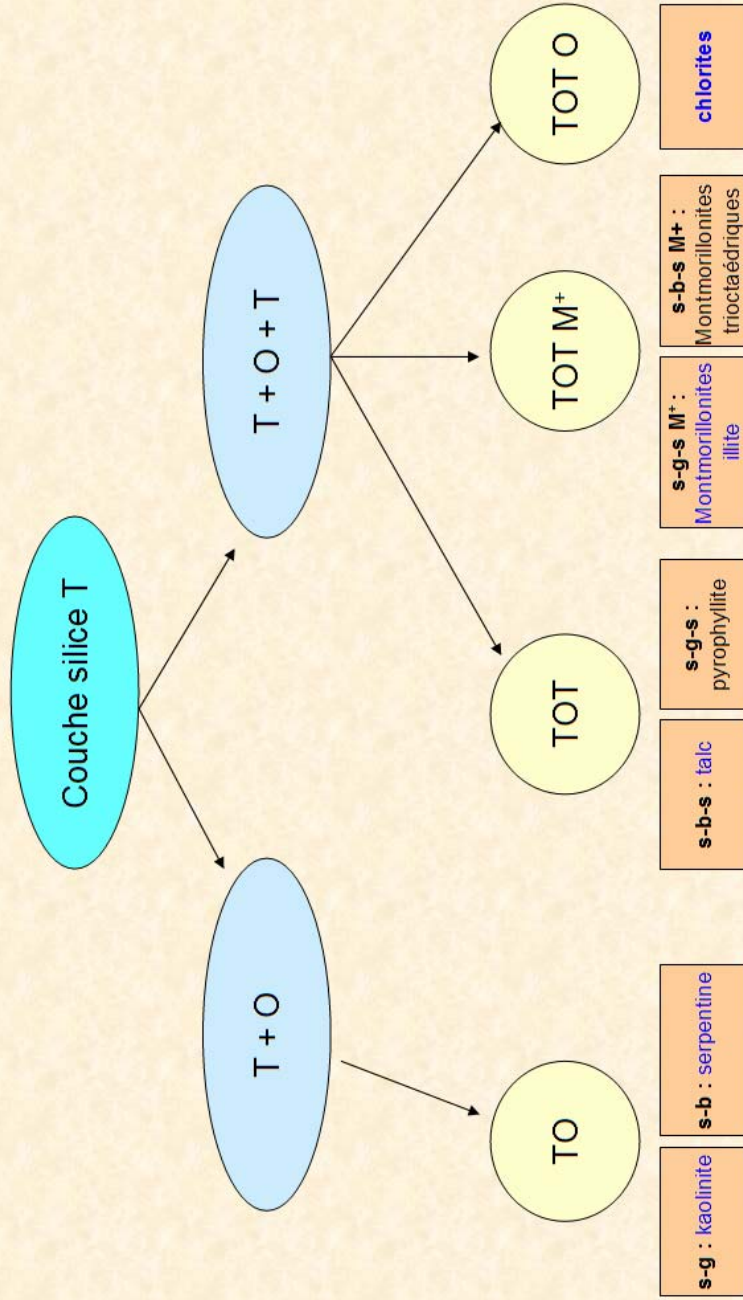 Couche silice T
T + O
T + O + T
TO
TOT
TOT M⁺
TOT O
s-g : kaolinite
s-b : serpentine
s-b-s : talc
s-g-s :
pyrophyllite
s-g-s M⁺ :
Montmorillonites
illite
s-b-s M+ :
Montmorillonites
trioctaédriques
chlorites